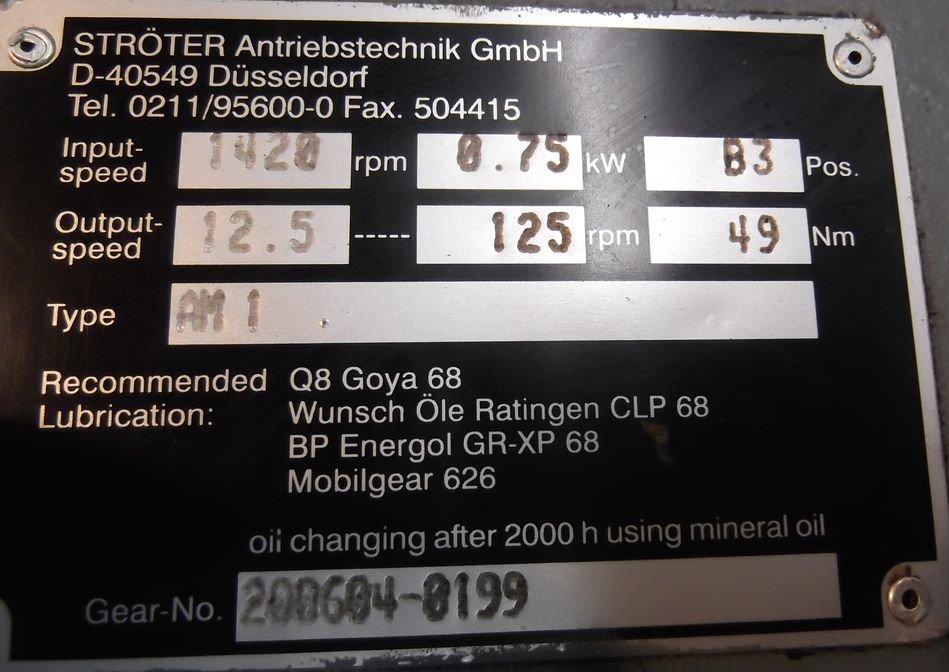 STRÖTER Antriebstechnik GmbH
D-40549 Düsseldorf
Tel. 0211/95600-0 Fax. 504415
Input-speed 1420 rpm 0.75 kW B3 Pos.
Output-speed 12.5 ----- 125 rpm 49 Nm
Type AM 1
Recommended Q8 Goya 68
Lubrication: Wunsch Öle Ratingen CLP 68
BP Energol GR-XP 68
Mobilgear 626
oil changing after 2000 h using mineral oil
Gear-No. 200604-0199